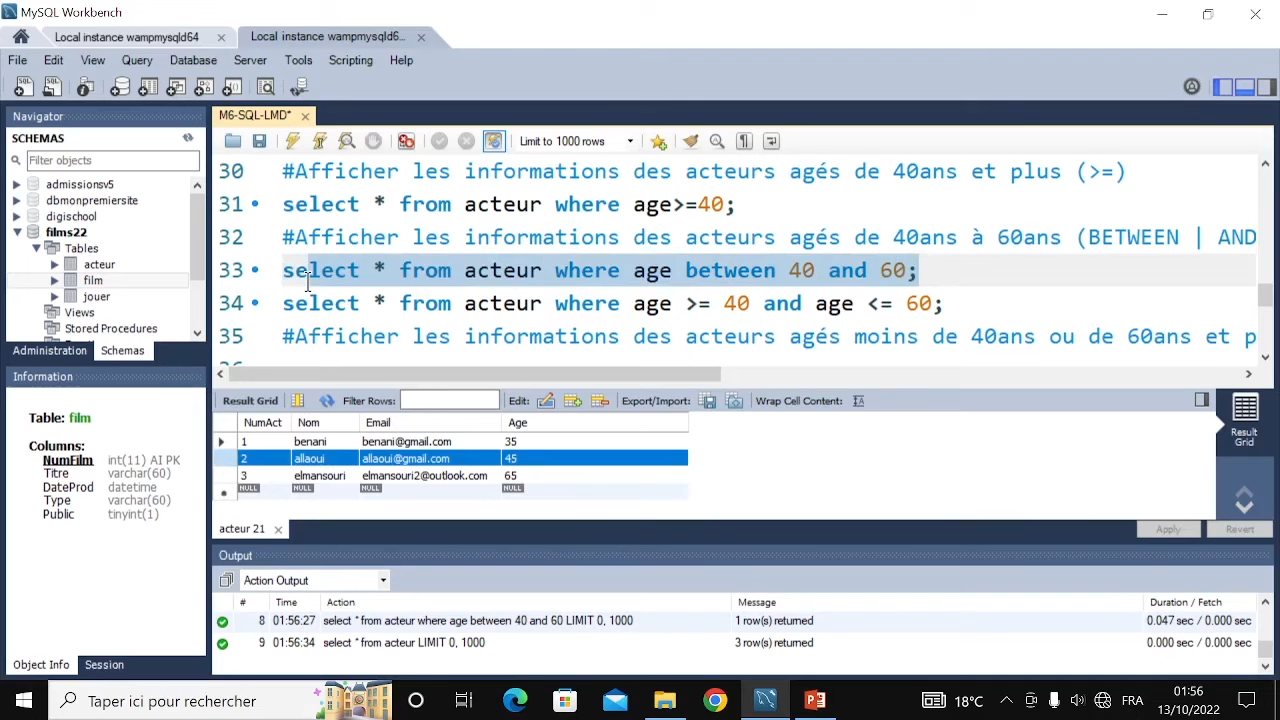 MySQL Workbench
Local instance wampmysqld64
Local instance wampmysqld6...
File Edit View Query Database Server Tools Scripting Help
Navigator
SCHEMAS
Filter objects
admissionsv5
dbmonpremiersite
digischool
films22
Tables
acteur
film
jouer
Views
Stored Procedures
Administration Schemas
Information
Table: film
Columns:
NumFilm int(11) AI PK
Titre varchar(60)
DateProd datetime
Type varchar(60)
Public tinyint(1)
Object Info Session
M6-SQL-LMD*
Limit to 1000 rows
30 #Afficher les informations des acteurs agés de 40ans et plus (>=)
31 select * from acteur where age>=40;
32 #Afficher les informations des acteurs agés de 40ans à 60ans (BETWEEN | AND
33 select * from acteur where age between 40 and 60;
34 select * from acteur where age >= 40 and age <= 60;
35 #Afficher les informations des acteurs agés moins de 40ans ou de 60ans et p
Result Grid Filter Rows: Edit: Export/Import: Wrap Cell Content:
NumAct Nom Email Age
1 benani benani@gmail.com 35
2 allaoui allaoui@gmail.com 45
3 elmansouri elmansouri2@outlook.com 65
NULL NULL NULL NULL
Result
Grid
acteur 21
Apply Revert
Output
Action Output
# Time Action Message Duration / Fetch
8 01:56:27 select * from acteur where age between 40 and 60 LIMIT 0, 1000 1 row(s) returned 0.047 sec / 0.000 sec
9 01:56:34 select * from acteur LIMIT 0, 1000 3 row(s) returned 0.000 sec / 0.000 sec
Taper ici pour rechercher
18°C
FRA
01:56
13/10/2022